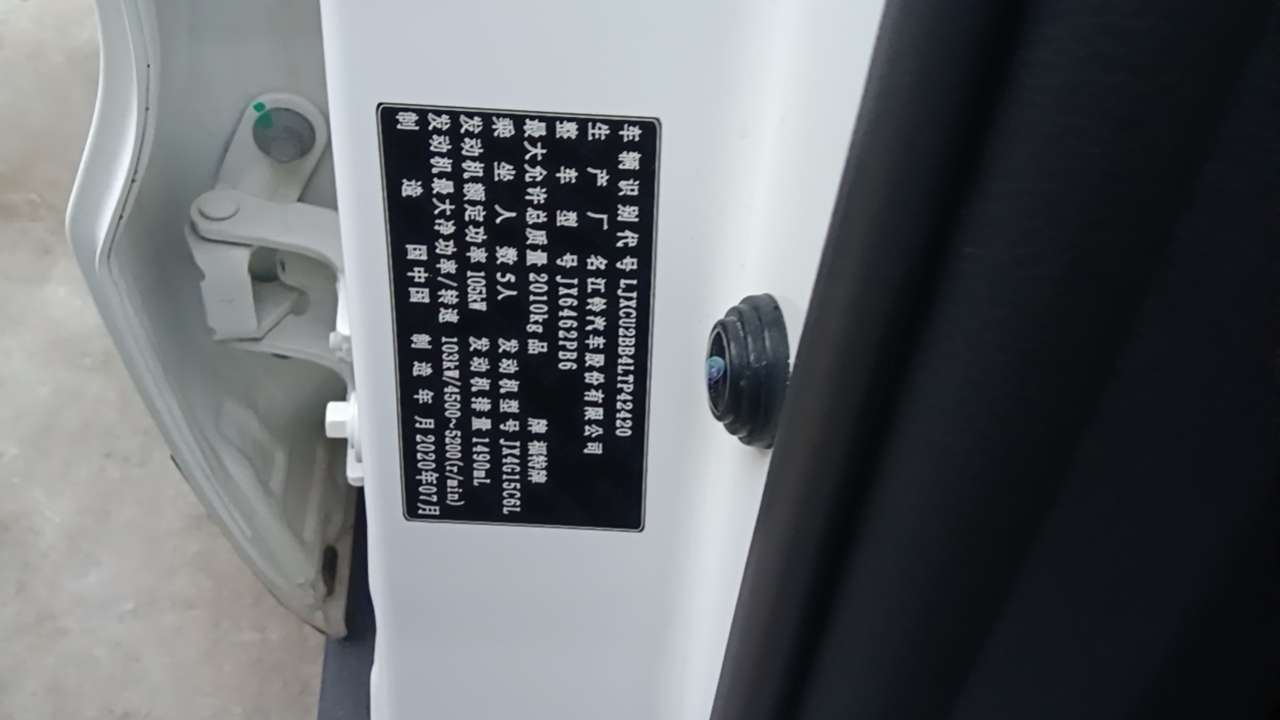 车辆识别代号 LJXCU2BB4LTP42420
生产厂名 江铃汽车股份有限公司
整车型号 JX6462PB6
最大允许总质量 2010kg 品牌 福特牌
乘坐人数 5人 发动机型号 JX4G15C6L
发动机额定功率 105kW 发动机排量 1490mL
发动机最大净功率/转速 103kW/4500~5200(r/min)
制造国 中国 制造年月 2020年07月